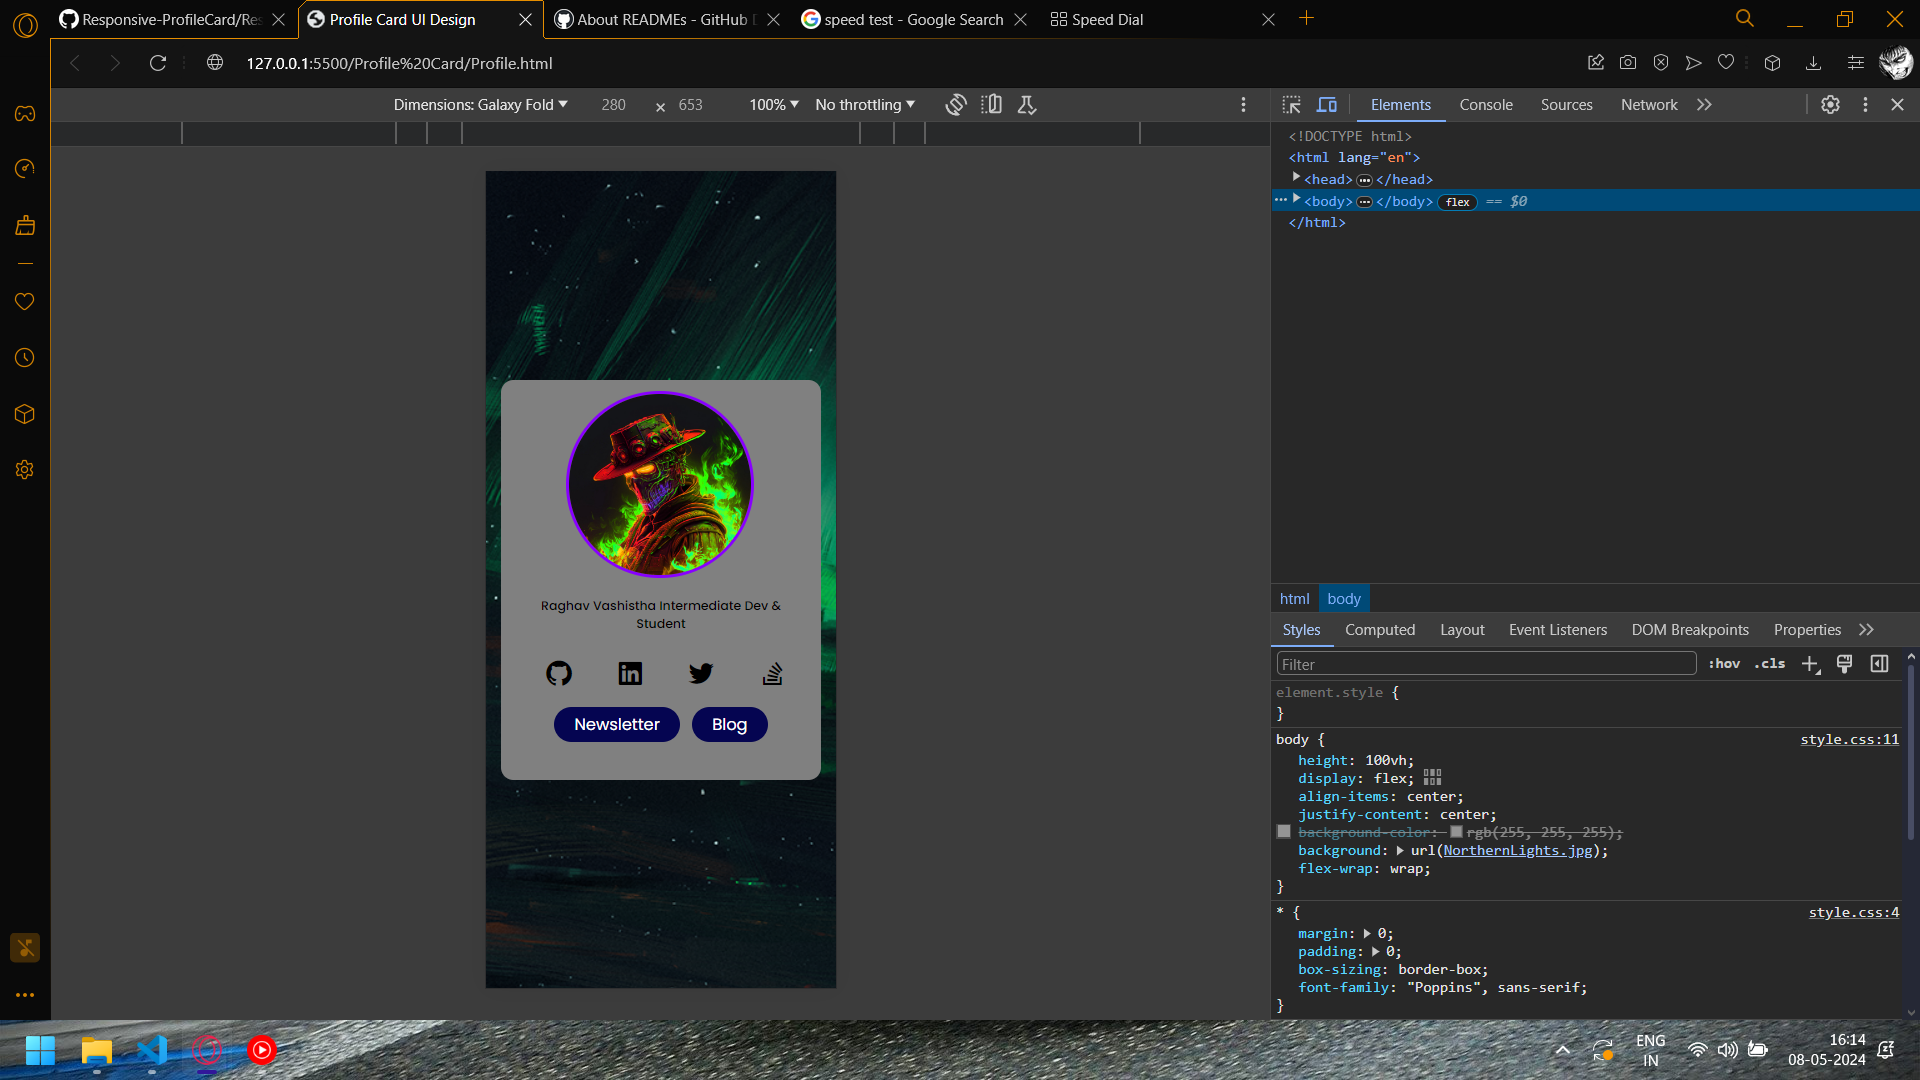 Responsive-ProfileCard/Res
Profile Card UI Design
About READMEs - GitHub D
speed test - Google Search
Speed Dial
127.0.0.1:5500/Profile%20Card/Profile.html
Dimensions: Galaxy Fold
280
×
653
100%
No throttling
Elements
Console
Sources
Network
<!DOCTYPE html>
<html lang="en">
<head>
</head>
<body>
</body>
flex
== $0
</html>
Raghav Vashistha Intermediate Dev &
Student
Newsletter
Blog
html
body
Styles
Computed
Layout
Event Listeners
DOM Breakpoints
Properties
Filter
:hov
.cls
element.style {
}
body {
style.css:11
height: 100vh;
display: flex;
align-items: center;
justify-content: center;
background-color: rgb(255, 255, 255);
background: url(NorthernLights.jpg);
flex-wrap: wrap;
}
* {
style.css:4
margin: 0;
padding: 0;
box-sizing: border-box;
font-family: "Poppins", sans-serif;
}
ENG
IN
16:14
08-05-2024